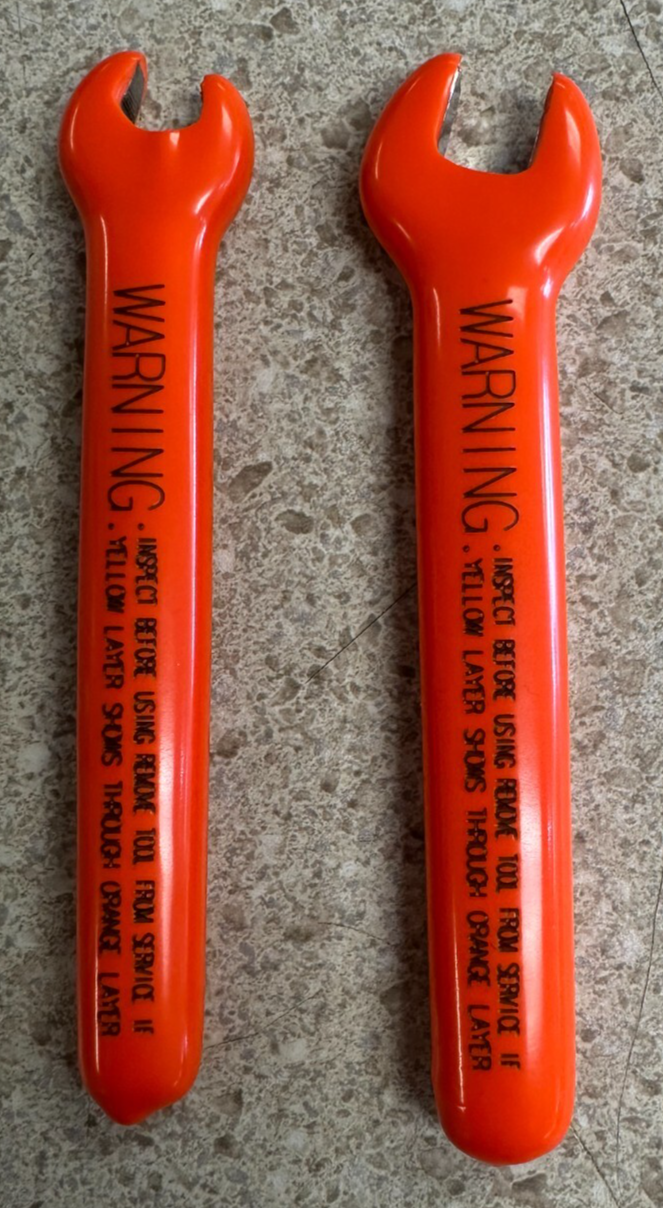 WARNING
. INSPECT BEFORE USING REMOVE TOOL FROM SERVICE IF
. YELLOW LAYER SHOWS THROUGH ORANGE LAYER
WARNING
. INSPECT BEFORE USING REMOVE TOOL FROM SERVICE IF
. YELLOW LAYER SHOWS THROUGH ORANGE LAYER